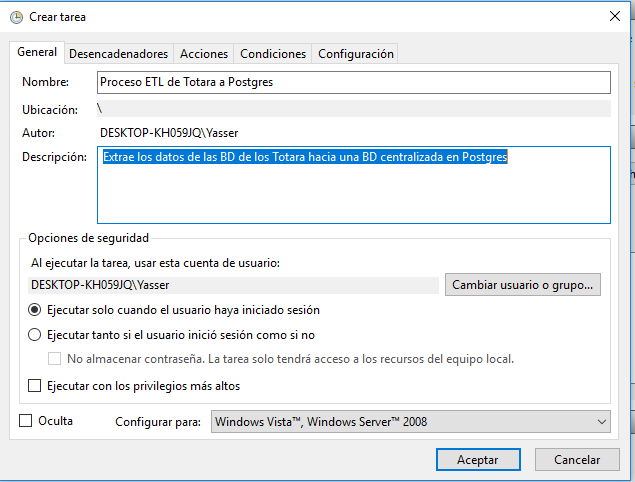 Crear tarea
General
Desencadenadores
Acciones
Condiciones
Configuración
Nombre:
Proceso ETL de Totara a Postgres
Ubicación:
\
Autor:
DESKTOP-KH059JQ\Yasser
Descripción:
Extrae los datos de las BD de los Totara hacia una BD centralizada en Postgres
Opciones de seguridad
Al ejecutar la tarea, usar esta cuenta de usuario:
DESKTOP-KH059JQ\Yasser
Cambiar usuario o grupo...
Ejecutar solo cuando el usuario haya iniciado sesión
Ejecutar tanto si el usuario inició sesión como si no
No almacenar contraseña. La tarea solo tendrá acceso a los recursos del equipo local.
Ejecutar con los privilegios más altos
Oculta
Configurar para:
Windows Vista™, Windows Server™ 2008
Aceptar
Cancelar